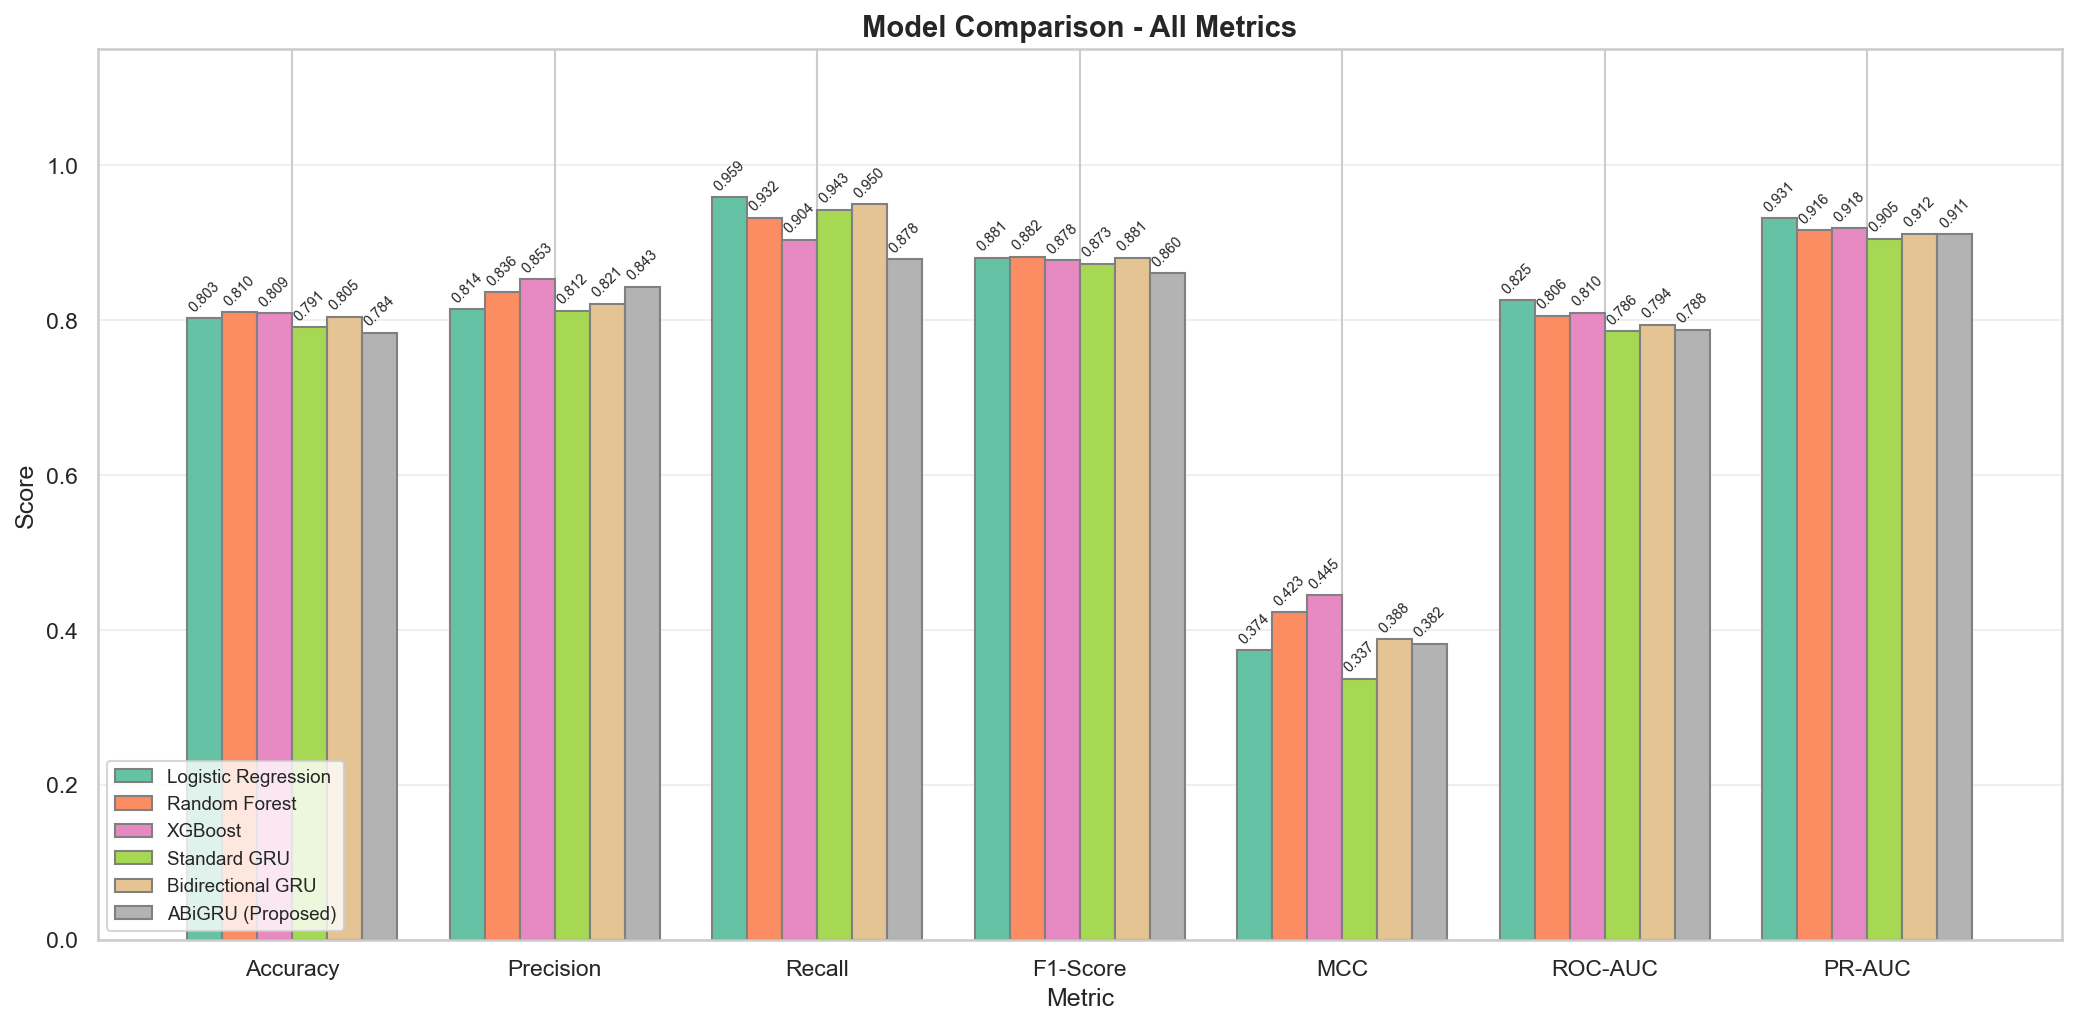 Model Comparison - All Metrics
Score
1.0
0.8
0.6
0.4
0.2
0.0
0.803 0.810 0.809 0.791 0.805 0.784
0.814 0.836 0.853 0.812 0.821 0.843
0.959 0.932 0.904 0.943 0.950 0.878
0.881 0.882 0.878 0.873 0.881 0.860
0.374 0.423 0.445 0.337 0.388 0.382
0.825 0.806 0.810 0.786 0.794 0.788
0.931 0.916 0.918 0.905 0.912 0.911
Logistic Regression
Random Forest
XGBoost
Standard GRU
Bidirectional GRU
ABiGRU (Proposed)
Accuracy Precision Recall F1-Score MCC ROC-AUC PR-AUC
Metric